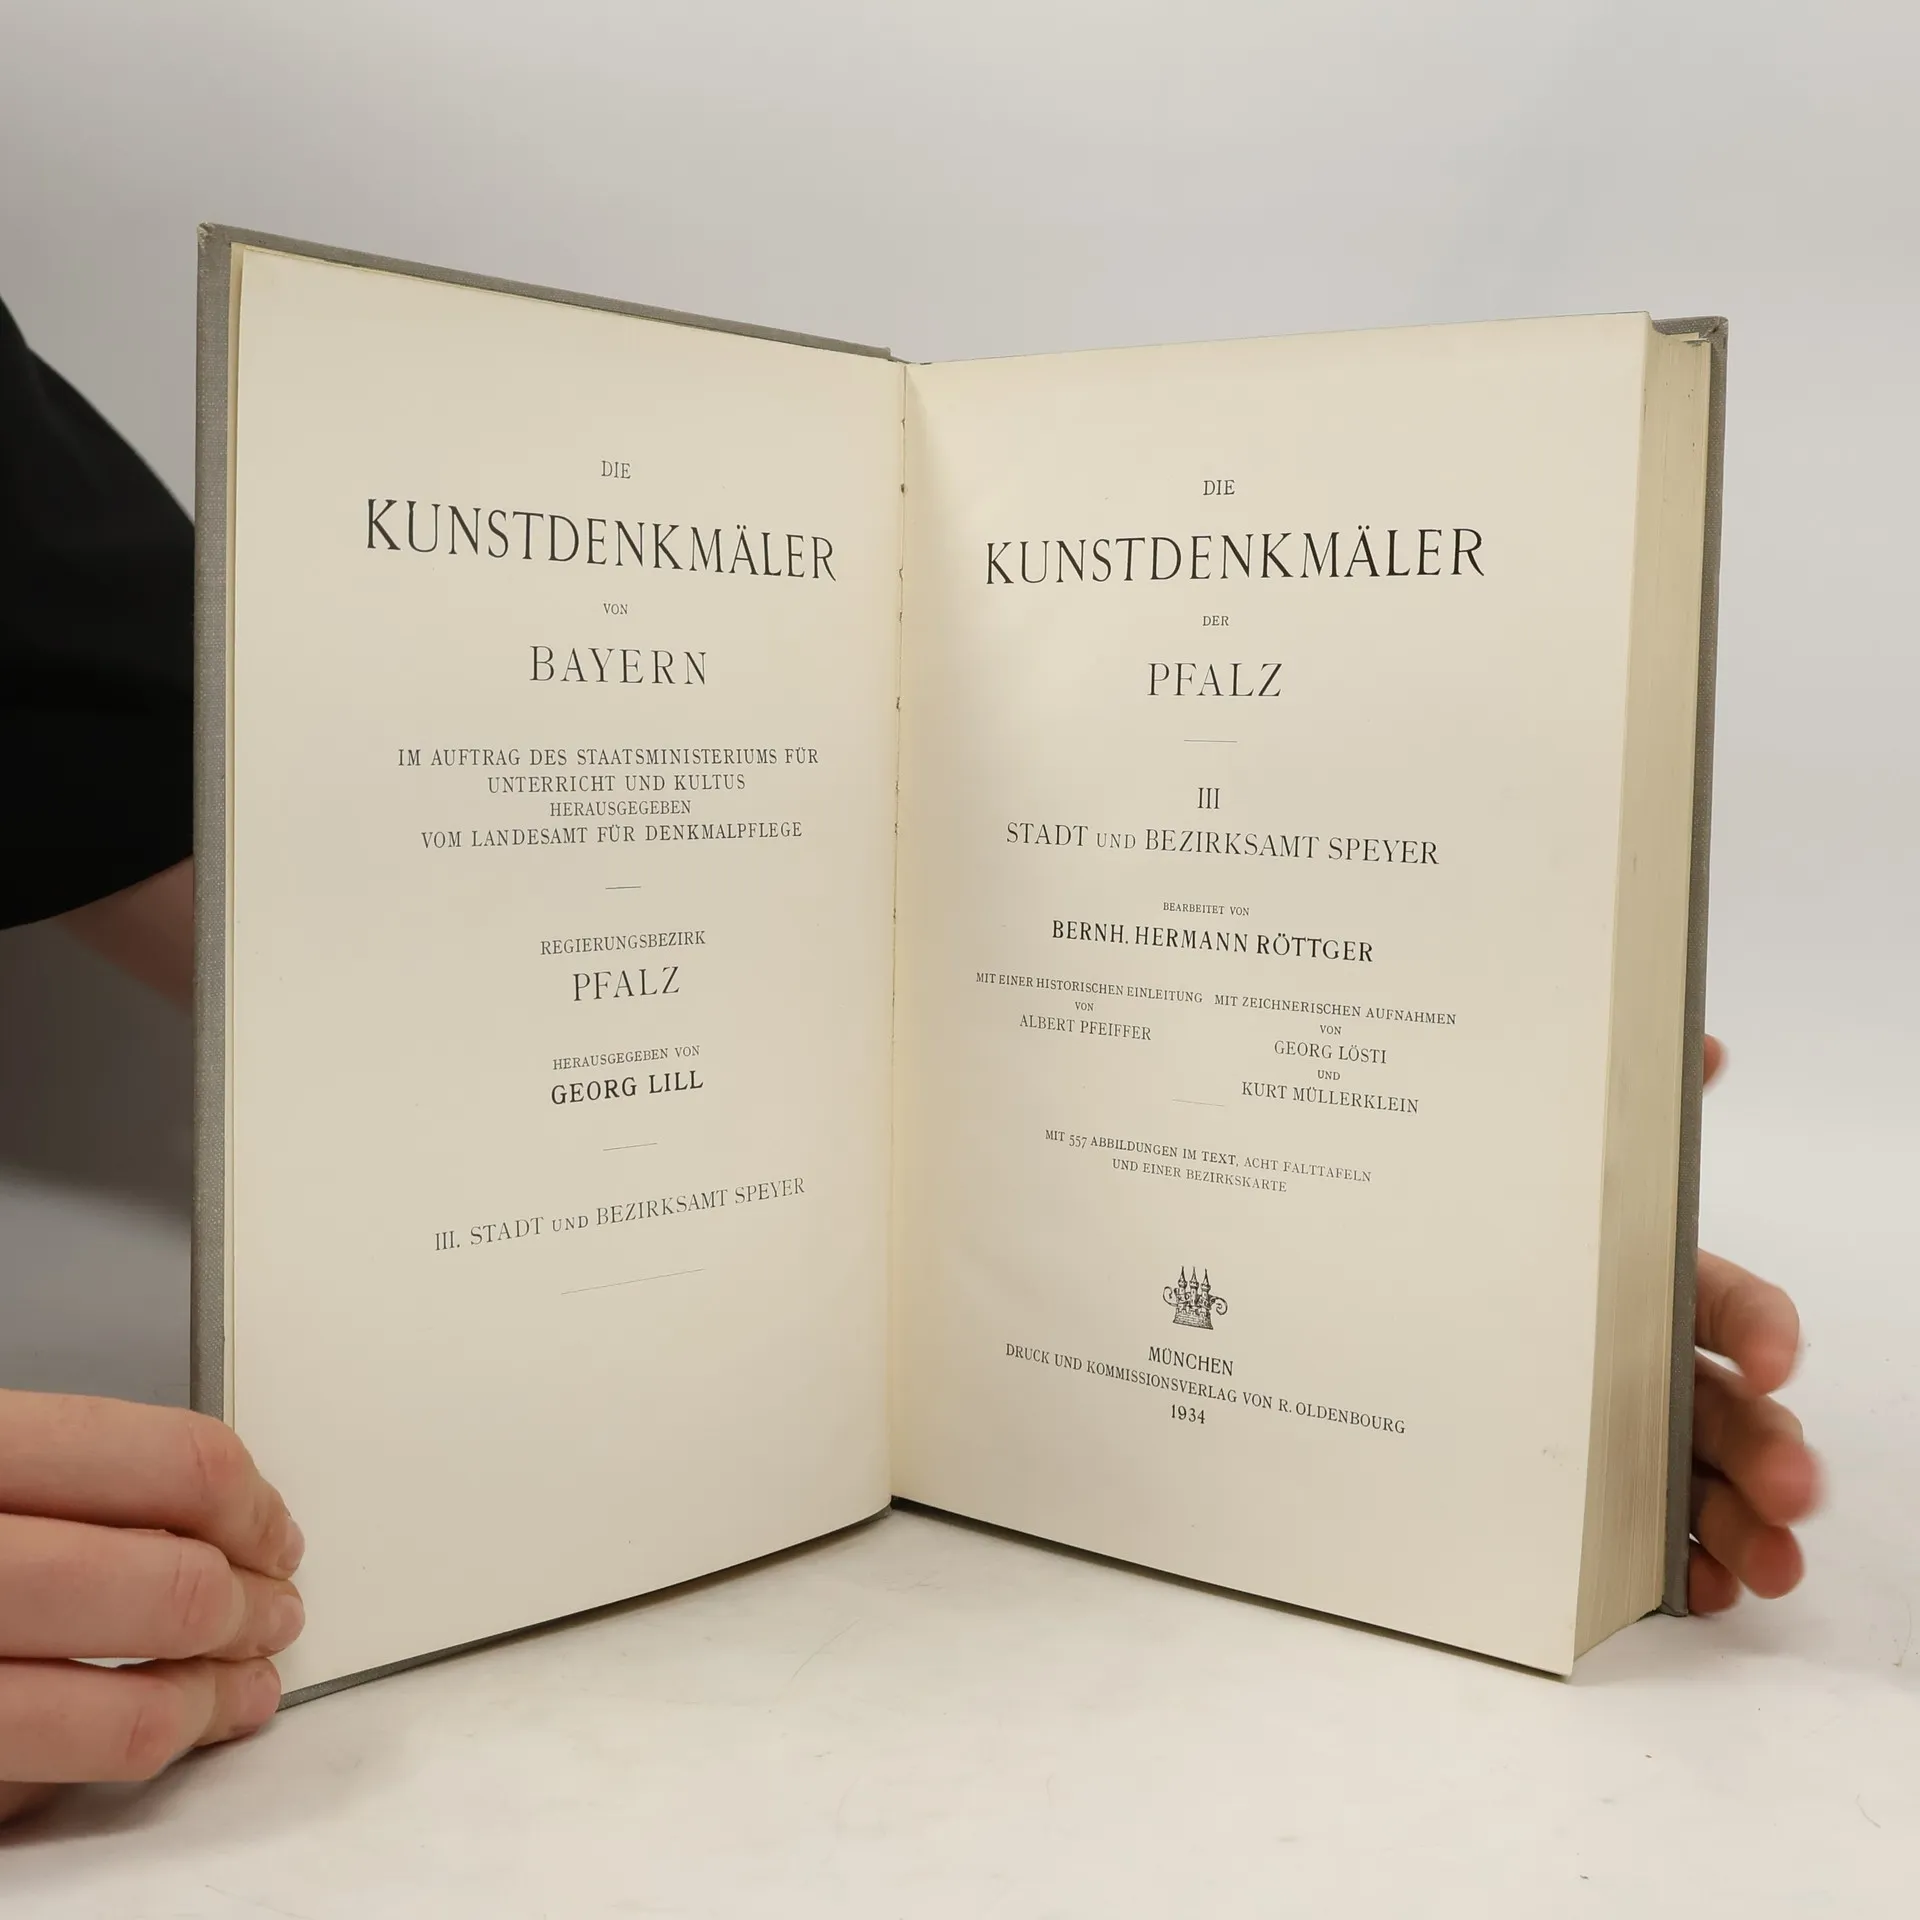 DIE
KUNSTDENKMÄLER
VON
BAYERN
IM AUFTRAG DES STAATSMINISTERIUMS FÜR
UNTERRICHT UND KULTUS
HERAUSGEGEBEN
VOM LANDESAMT FÜR DENKMALPFLEGE
REGIERUNGSBEZIRK
PFALZ
HERAUSGEGEBEN VON
GEORG LILL
III. STADT UND BEZIRKSAMT SPEYER
DIE
KUNSTDENKMÄLER
DER
PFALZ
III
STADT UND BEZIRKSAMT SPEYER
BEARBEITET VON
BERNH. HERMANN RÖTTGER
MIT EINER HISTORISCHEN EINLEITUNG
VON
ALBERT PFEIFFER
MIT ZEICHNERISCHEN AUFNAHMEN
VON
GEORG LÖSTI
UND
KURT MÜLLERKLEIN
MIT 557 ABBILDUNGEN IM TEXT, ACHT FALTTAFELN
UND EINER BEZIRKSKARTE
MÜNCHEN
DRUCK UND KOMMISSIONSVERLAG VON R. OLDENBOURG
1934